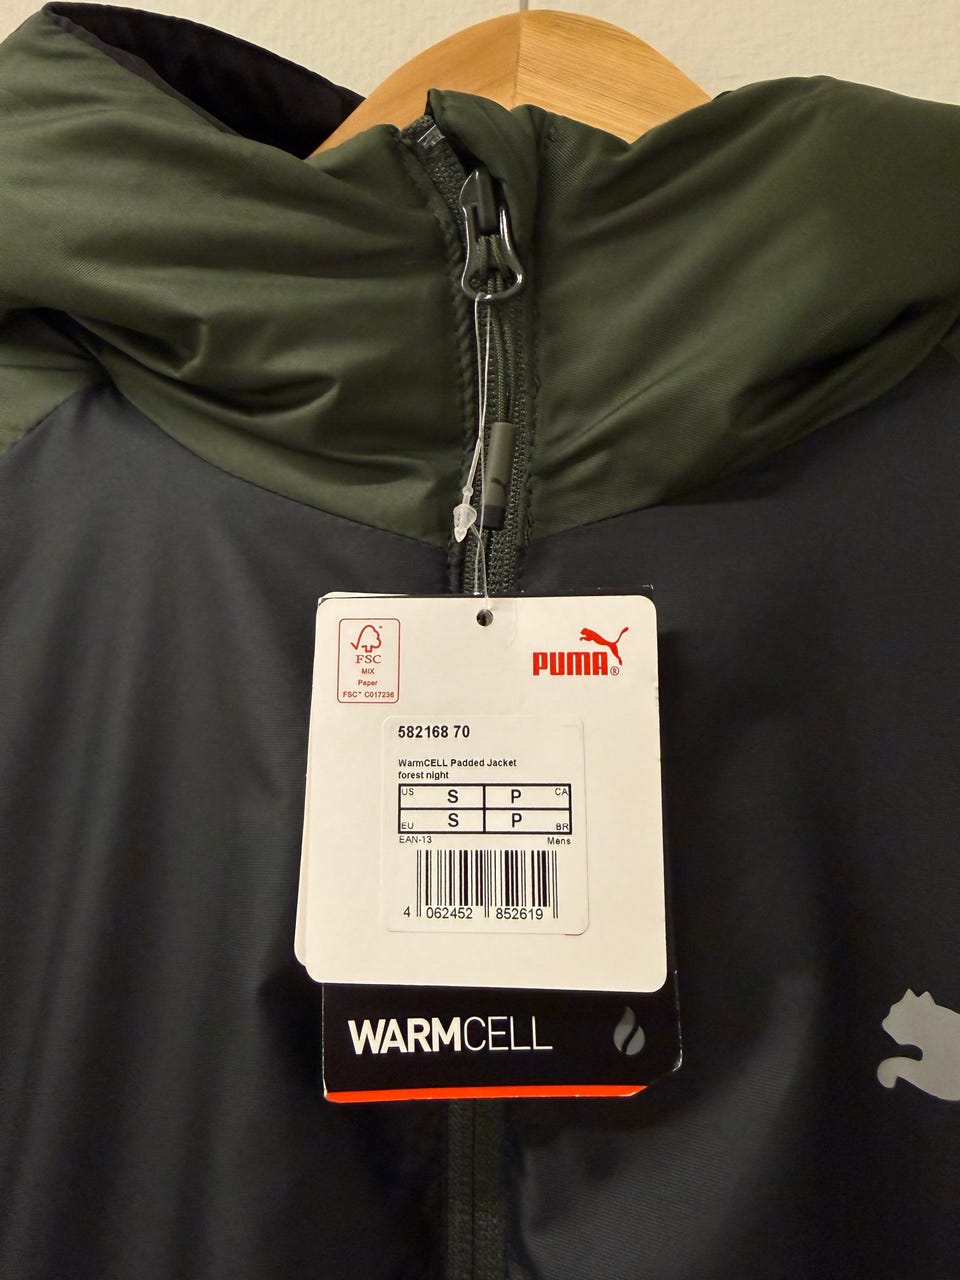 FSC
MIX
Paper
FSC™ C017236
PUMA®
582168 70
WarmCELL Padded Jacket
forest night
US S P CA
EU S P BR
EAN-13 Mens
4 062452 852619
WARMCELL